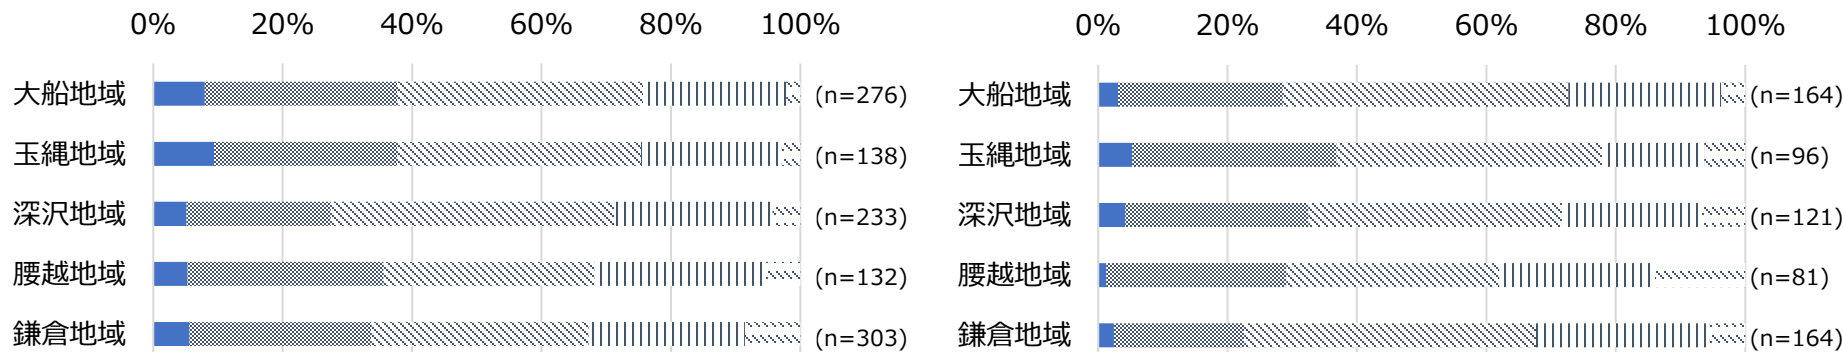 0% 20% 40% 60% 80% 100%
大船地域 (n=276)
玉縄地域 (n=138)
深沢地域 (n=233)
腰越地域 (n=132)
鎌倉地域 (n=303)
0% 20% 40% 60% 80% 100%
大船地域 (n=164)
玉縄地域 (n=96)
深沢地域 (n=121)
腰越地域 (n=81)
鎌倉地域 (n=164)